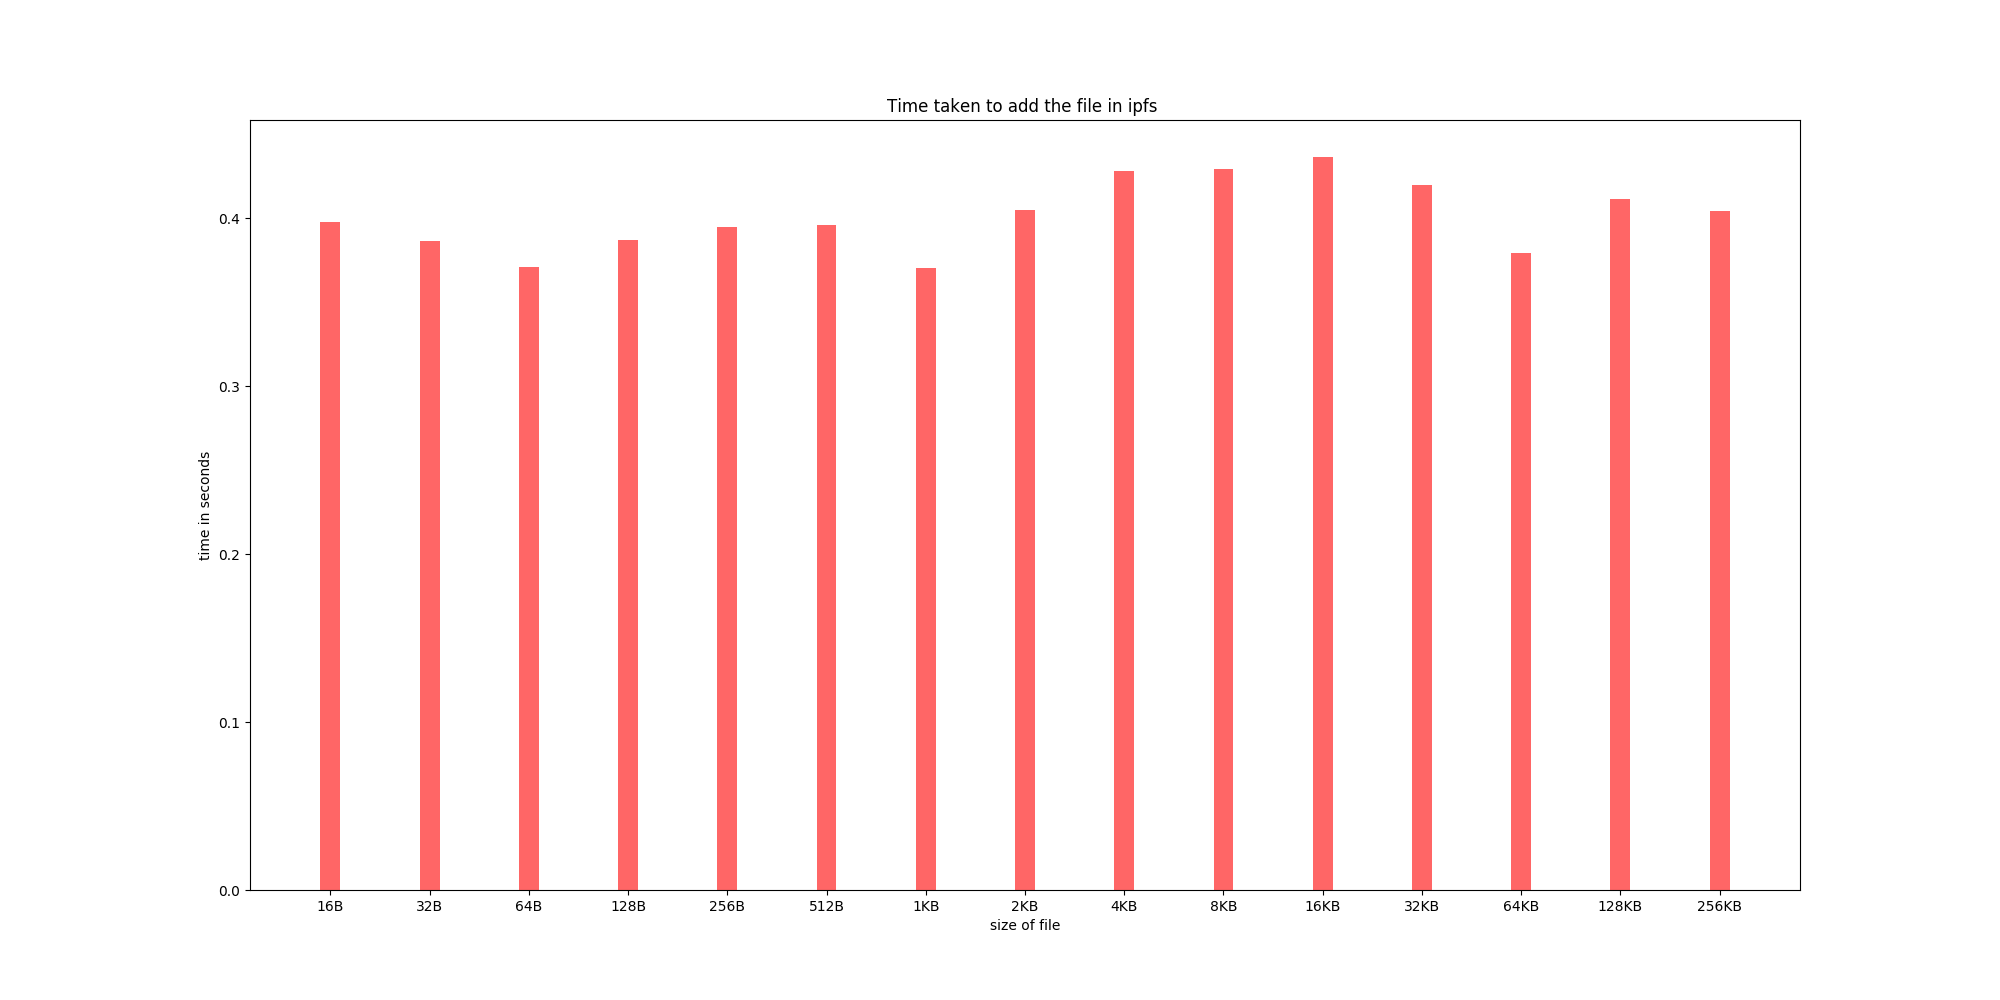 Time taken to add the file in ipfs
time in seconds
0.4
0.3
0.2
0.1
0.0
16B 32B 64B 128B 256B 512B 1KB 2KB 4KB 8KB 16KB 32KB 64KB 128KB 256KB
size of file